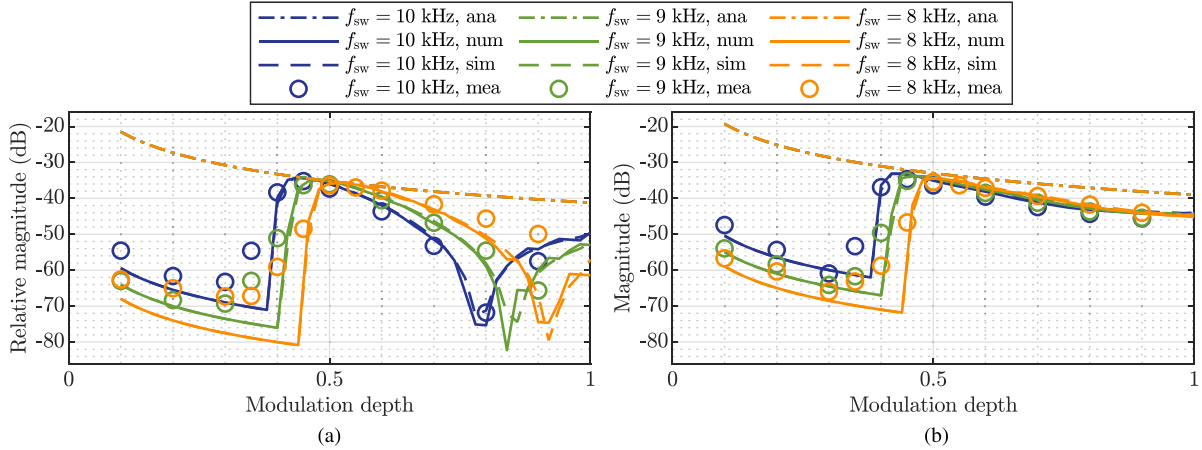 f_sw = 10 kHz, ana f_sw = 9 kHz, ana f_sw = 8 kHz, ana
f_sw = 10 kHz, num f_sw = 9 kHz, num f_sw = 8 kHz, num
f_sw = 10 kHz, sim f_sw = 9 kHz, sim f_sw = 8 kHz, sim
f_sw = 10 kHz, mea f_sw = 9 kHz, mea f_sw = 8 kHz, mea
Relative magnitude (dB)
-20
-30
-40
-50
-60
-70
-80
0 0.5 1
Modulation depth
(a)
Magnitude (dB)
-20
-30
-40
-50
-60
-70
-80
0 0.5 1
Modulation depth
(b)